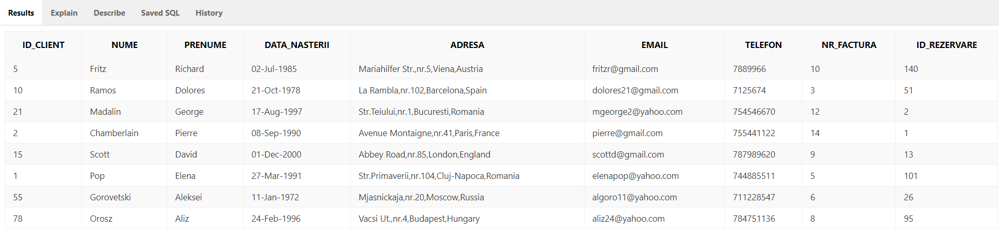 Results Explain Describe Saved SQL History
ID_CLIENT NUME PRENUME DATA_NASTERII ADRESA EMAIL TELEFON NR_FACTURA ID_REZERVARE
5 Fritz Richard 02-Jul-1985 Mariahilfer Str.,nr.5,Viena,Austria fritzr@gmail.com 7889966 10 140
10 Ramos Dolores 21-Oct-1978 La Rambla,nr.102,Barcelona,Spain dolores21@gmail.com 7125674 3 51
21 Madalin George 17-Aug-1997 Str.Teiului,nr.1,Bucuresti,Romania mgeorge2@yahoo.com 754546670 12 2
2 Chamberlain Pierre 08-Sep-1990 Avenue Montaigne,nr.41,Paris,France pierre@gmail.com 755441122 14 1
15 Scott David 01-Dec-2000 Abbey Road,nr.85,London,England scottd@gmail.com 787989620 9 13
1 Pop Elena 27-Mar-1991 Str.Primaverii,nr.104,Cluj-Napoca,Romania elenapop@yahoo.com 744885511 5 101
55 Gorovetski Aleksei 11-Jan-1972 Mjasnickaja,nr.20,Moscow,Russia algoro11@yahoo.com 711228547 6 26
78 Orosz Aliz 24-Feb-1996 Vacsi Ut.,nr.4,Budapest,Hungary aliz24@yahoo.com 784751136 8 95